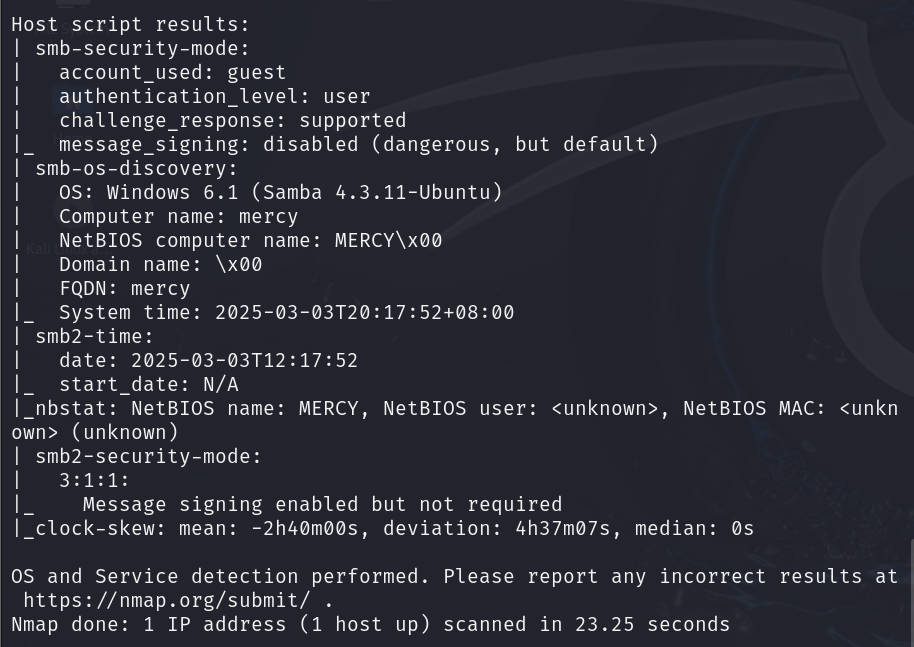 Host script results:
| smb-security-mode:
|   account_used: guest
|   authentication_level: user
|   challenge_response: supported
|_  message_signing: disabled (dangerous, but default)
| smb-os-discovery:
|   OS: Windows 6.1 (Samba 4.3.11-Ubuntu)
|   Computer name: mercy
|   NetBIOS computer name: MERCY\x00
|   Domain name: \x00
|   FQDN: mercy
|_  System time: 2025-03-03T20:17:52+08:00
| smb2-time:
|   date: 2025-03-03T12:17:52
|_  start_date: N/A
|_nbstat: NetBIOS name: MERCY, NetBIOS user: <unknown>, NetBIOS MAC: <unkn
own> (unknown)
| smb2-security-mode:
|   3:1:1:
|_    Message signing enabled but not required
|_clock-skew: mean: -2h40m00s, deviation: 4h37m07s, median: 0s

OS and Service detection performed. Please report any incorrect results at
 https://nmap.org/submit/ .
Nmap done: 1 IP address (1 host up) scanned in 23.25 seconds